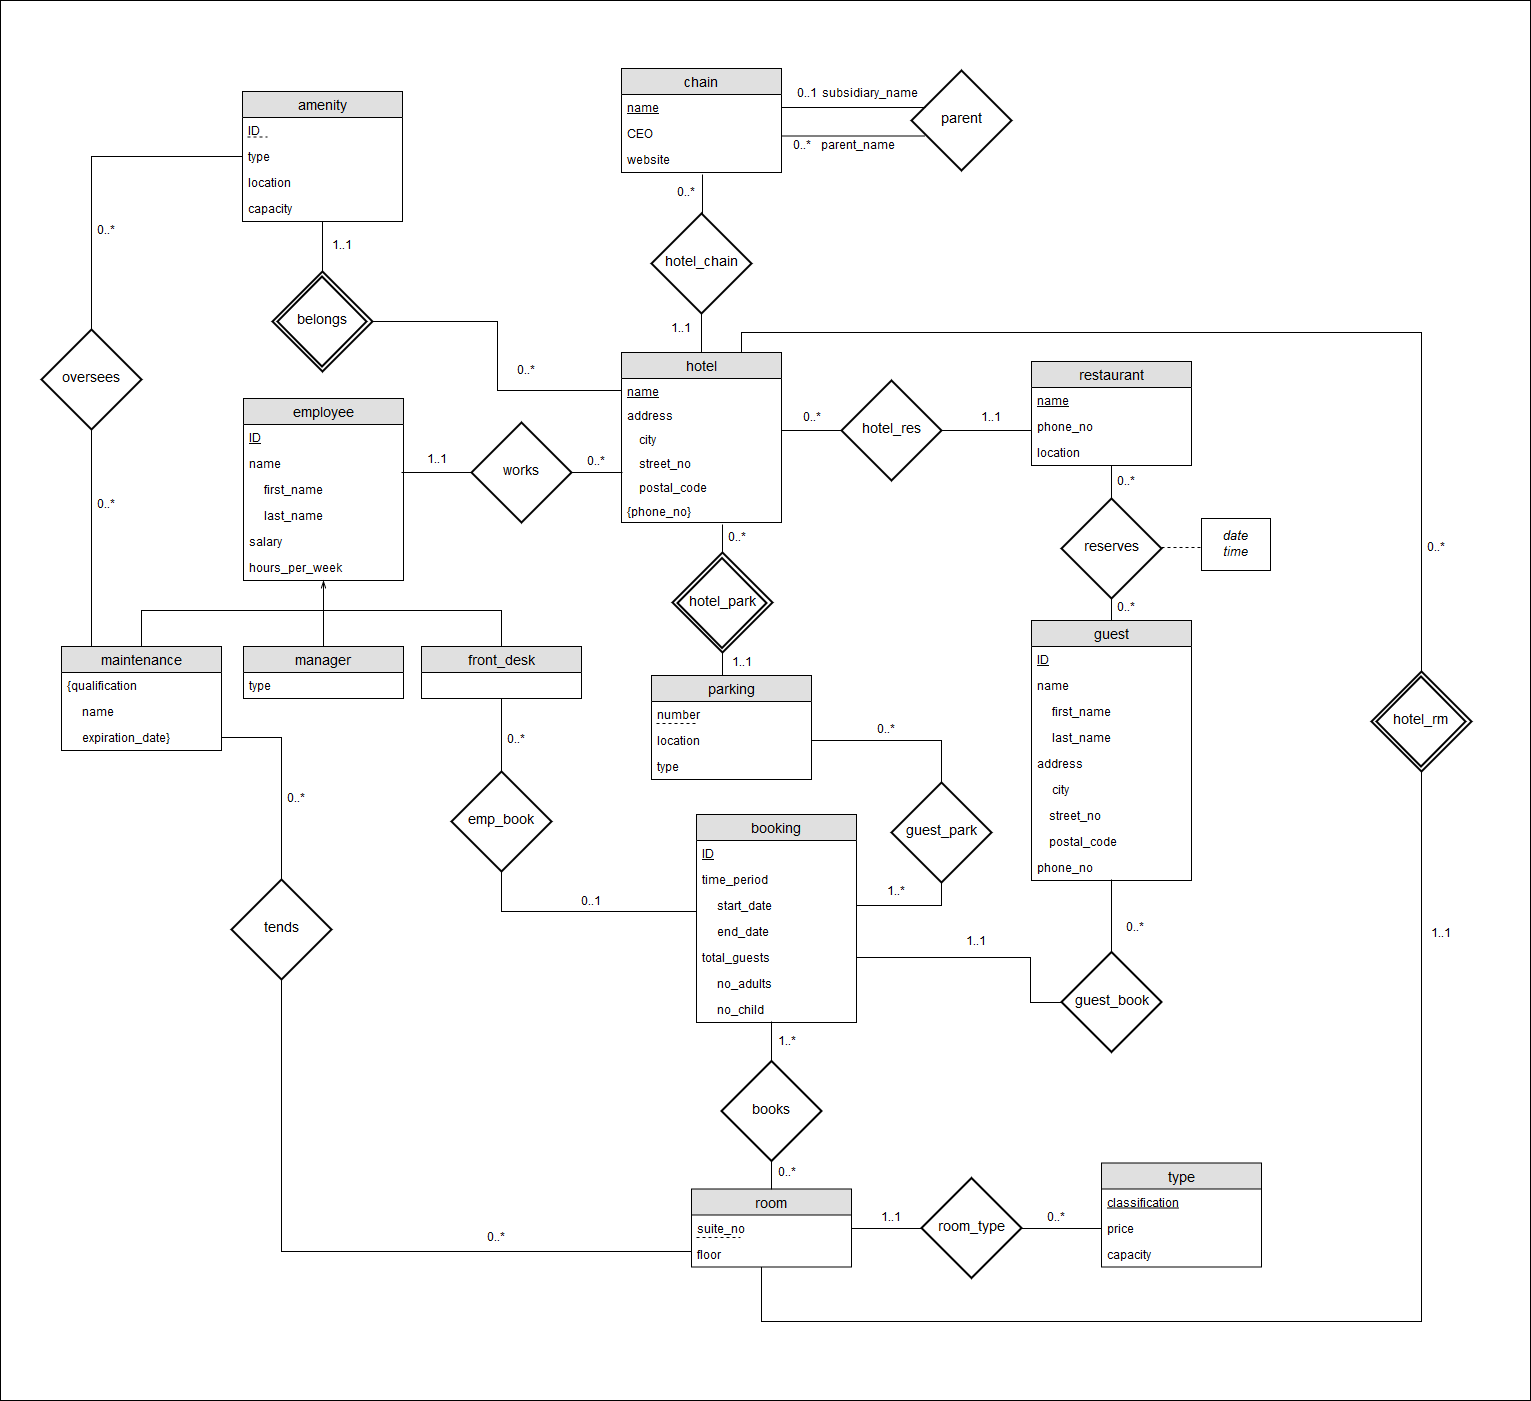 chain
name
CEO
website
0..1 subsidiary_name
0..* parent_name
parent
amenity
ID
type
location
capacity
0..*
1..1
0..*
hotel_chain
1..1
belongs
0..*
oversees
0..*
hotel
name
address
city
street_no
postal_code
{phone_no}
0..*
hotel_res
1..1
restaurant
name
phone_no
location
employee
ID
name
first_name
last_name
salary
hours_per_week
1..1
works
0..*
0..*
reserves
date
time
0..*
0..*
0..*
hotel_park
1..1
maintenance
{qualification
name
expiration_date}
manager
type
front_desk
parking
number
location
type
guest
ID
name
first_name
last_name
address
city
street_no
postal_code
phone_no
hotel_rm
1..1
0..*
0..*
0..*
emp_book
0..1
guest_park
1..*
booking
ID
time_period
start_date
end_date
total_guests
no_adults
no_child
tends
0..*
1..1
0..*
guest_book
1..*
books
0..*
room
suite_no
floor
1..1
room_type
0..*
type
classification
price
capacity